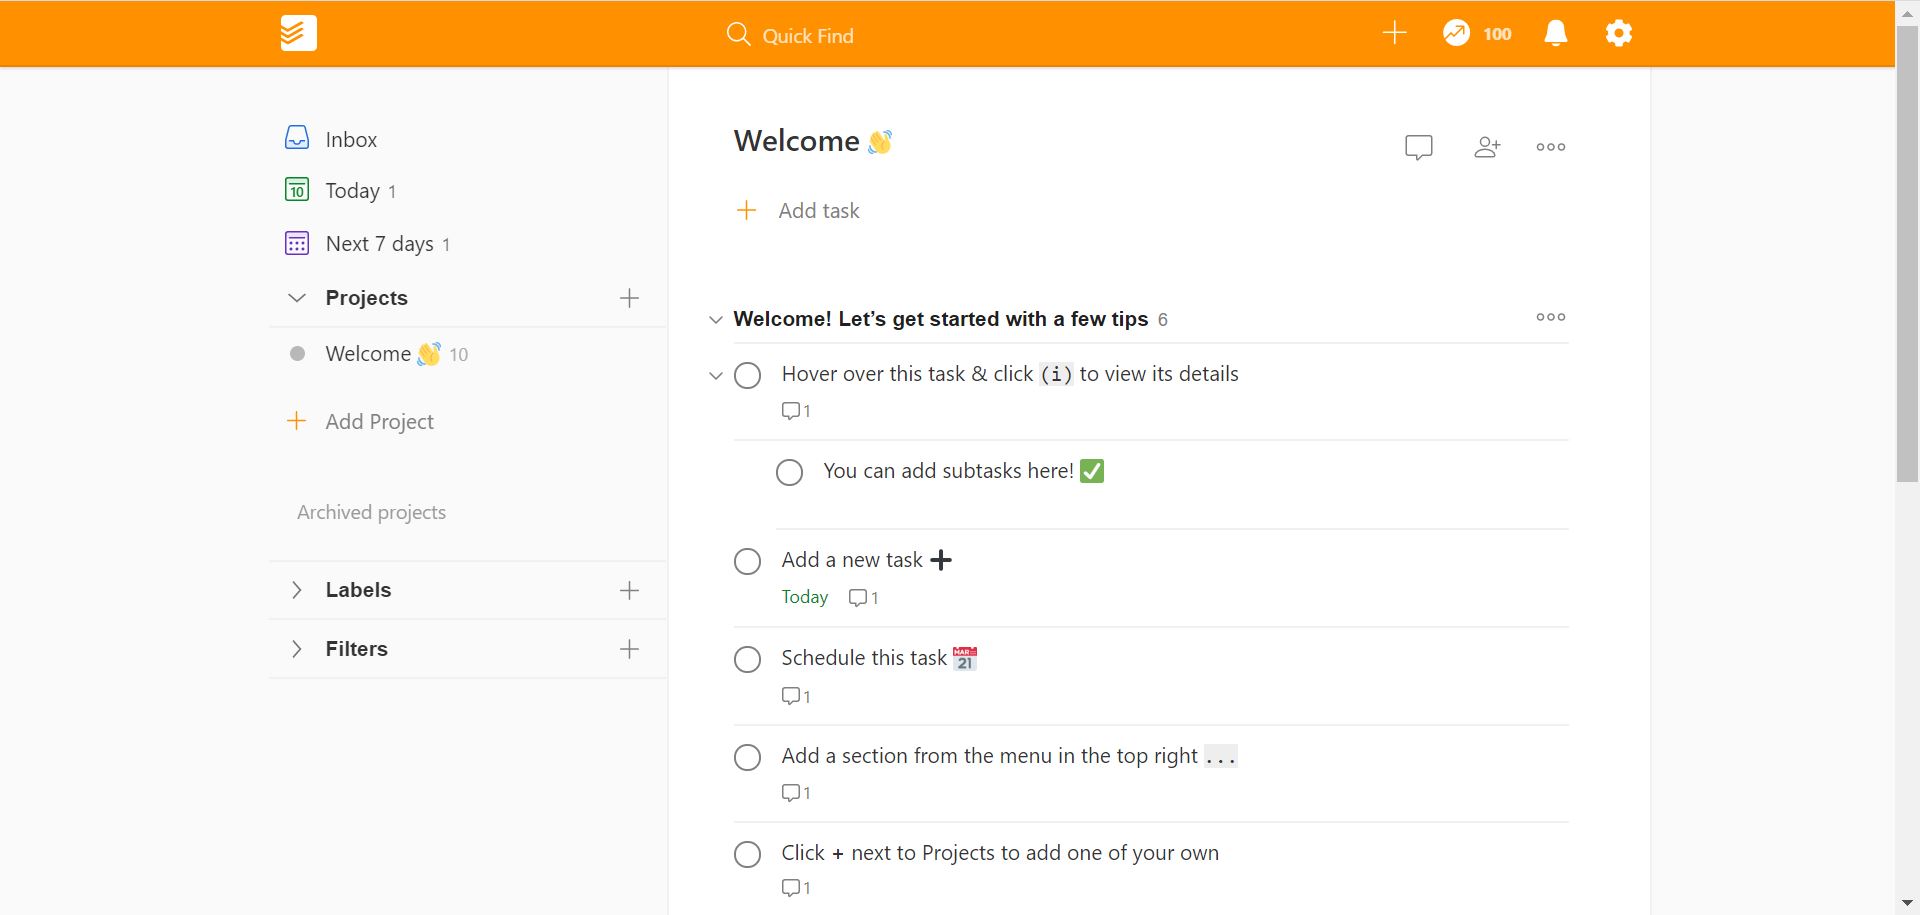 Quick Find
100
Inbox
10 Today 1
Next 7 days 1
Projects
Welcome 👋 10
Add Project
Archived projects
Labels
Filters
Welcome 👋
Add task
Welcome! Let’s get started with a few tips 6
Hover over this task & click (i) to view its details
1
You can add subtasks here! ✅
Add a new task ➕
Today 1
Schedule this task MAR 21
1
Add a section from the menu in the top right ...
1
Click + next to Projects to add one of your own
1